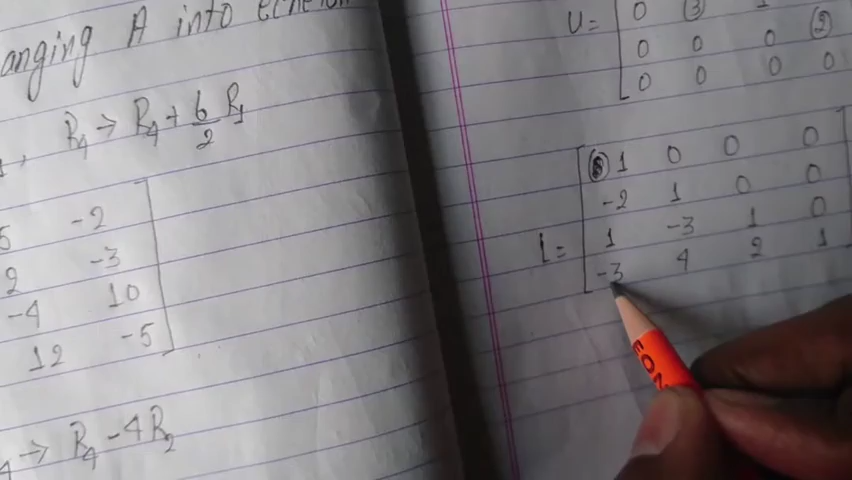 anging A into echelon
R₄ → R₄ + 6/2 R₁
5 -2
2 -3
-4 10
12 -5
→ R₄ - 4R₂
U = 0 3 1
0 0 0 2
0 0 0 0
L = 1 0 0 0
-2 1 0 0
1 -3 1 0
-3 4 2 1
EON